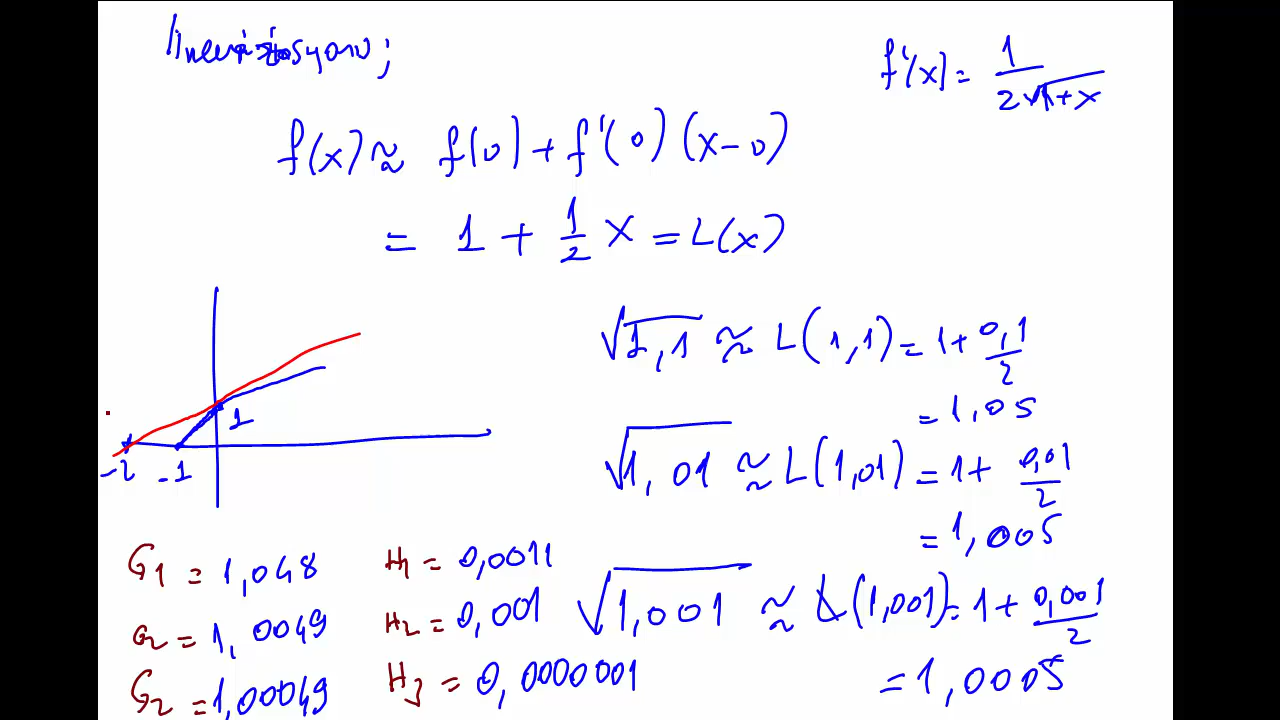 f'(x) = 1/(2√(1+x))
f(x) ≈ f(0) + f'(0) (x-0)
= 1 + 1/2 x = L(x)
√1,1 ≈ L(1,1) = 1 + 0,1/2
= 1,05
√1,01 ≈ L(1,01) = 1 + 0,01/2
= 1,005
√1,001 ≈ L(1,001) = 1 + 0,001/2
= 1,0005
1
-2 -1
G1 = 1,048 H1 = 0,0011
G2 = 1,0049 H2 = 0,001
G2 = 1,00049 H3 = 0,0000001